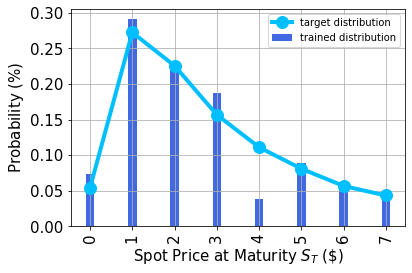 target distribution
trained distribution
Probability (%)
0.30
0.25
0.20
0.15
0.10
0.05
0.00
0 1 2 3 4 5 6 7
Spot Price at Maturity S_T ($)